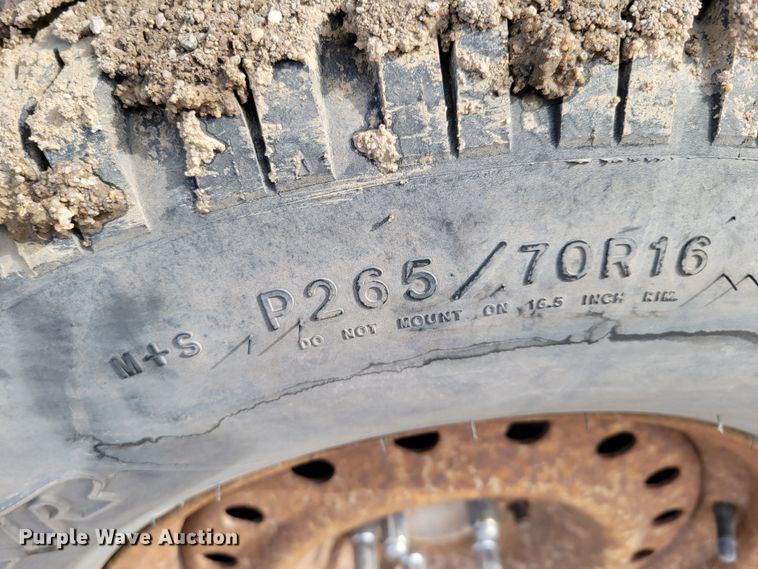 P265/70R16
M+S
DO NOT MOUNT ON 16.5 INCH RIM.
Purple Wave Auction